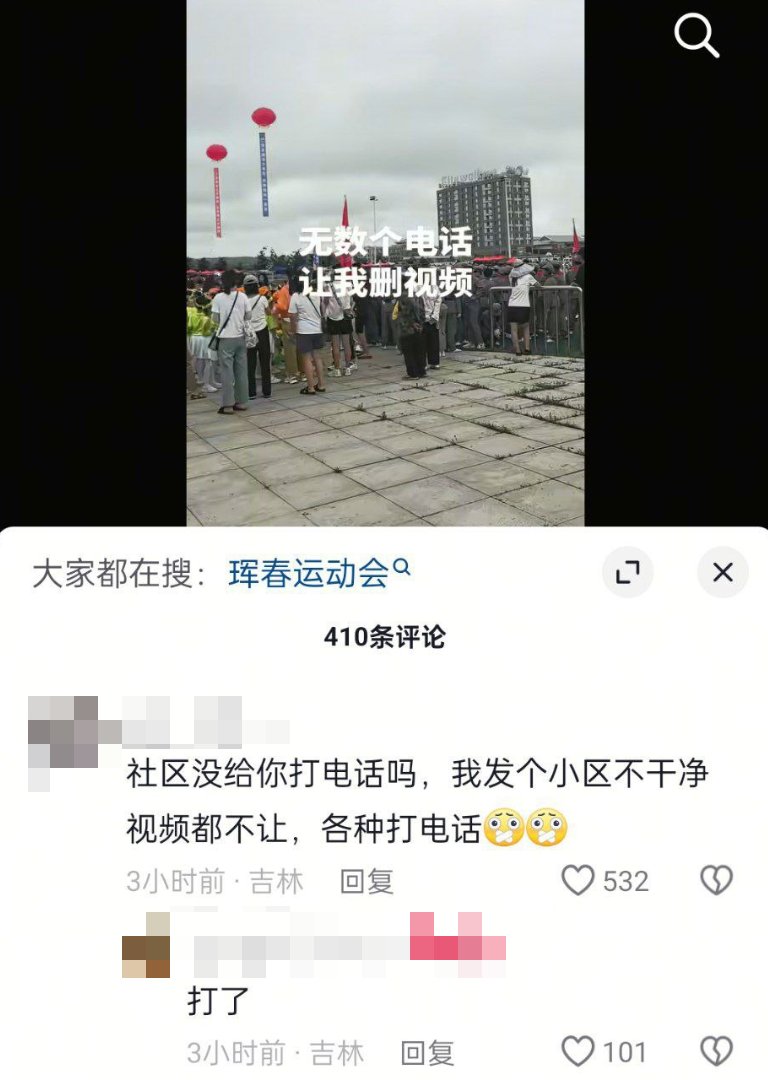 无数个电话
让我删视频
大家都在搜：珲春运动会
410条评论
社区没给你打电话吗，我发个小区不干净
视频都不让，各种打电话
3小时前 · 吉林 回复 532
打了
3小时前 · 吉林 回复 101